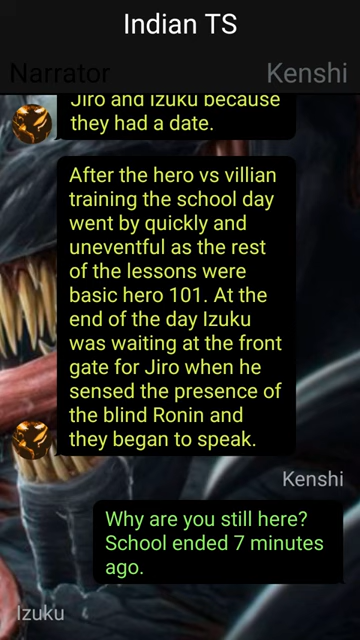 Indian TS
Narrator
Kenshi
Jiro and Izuku because
they had a date.
After the hero vs villian
training the school day
went by quickly and
uneventful as the rest
of the lessons were
basic hero 101. At the
end of the day Izuku
was waiting at the front
gate for Jiro when he
sensed the presence of
the blind Ronin and
they began to speak.
Kenshi
Why are you still here?
School ended 7 minutes
ago.
Izuku